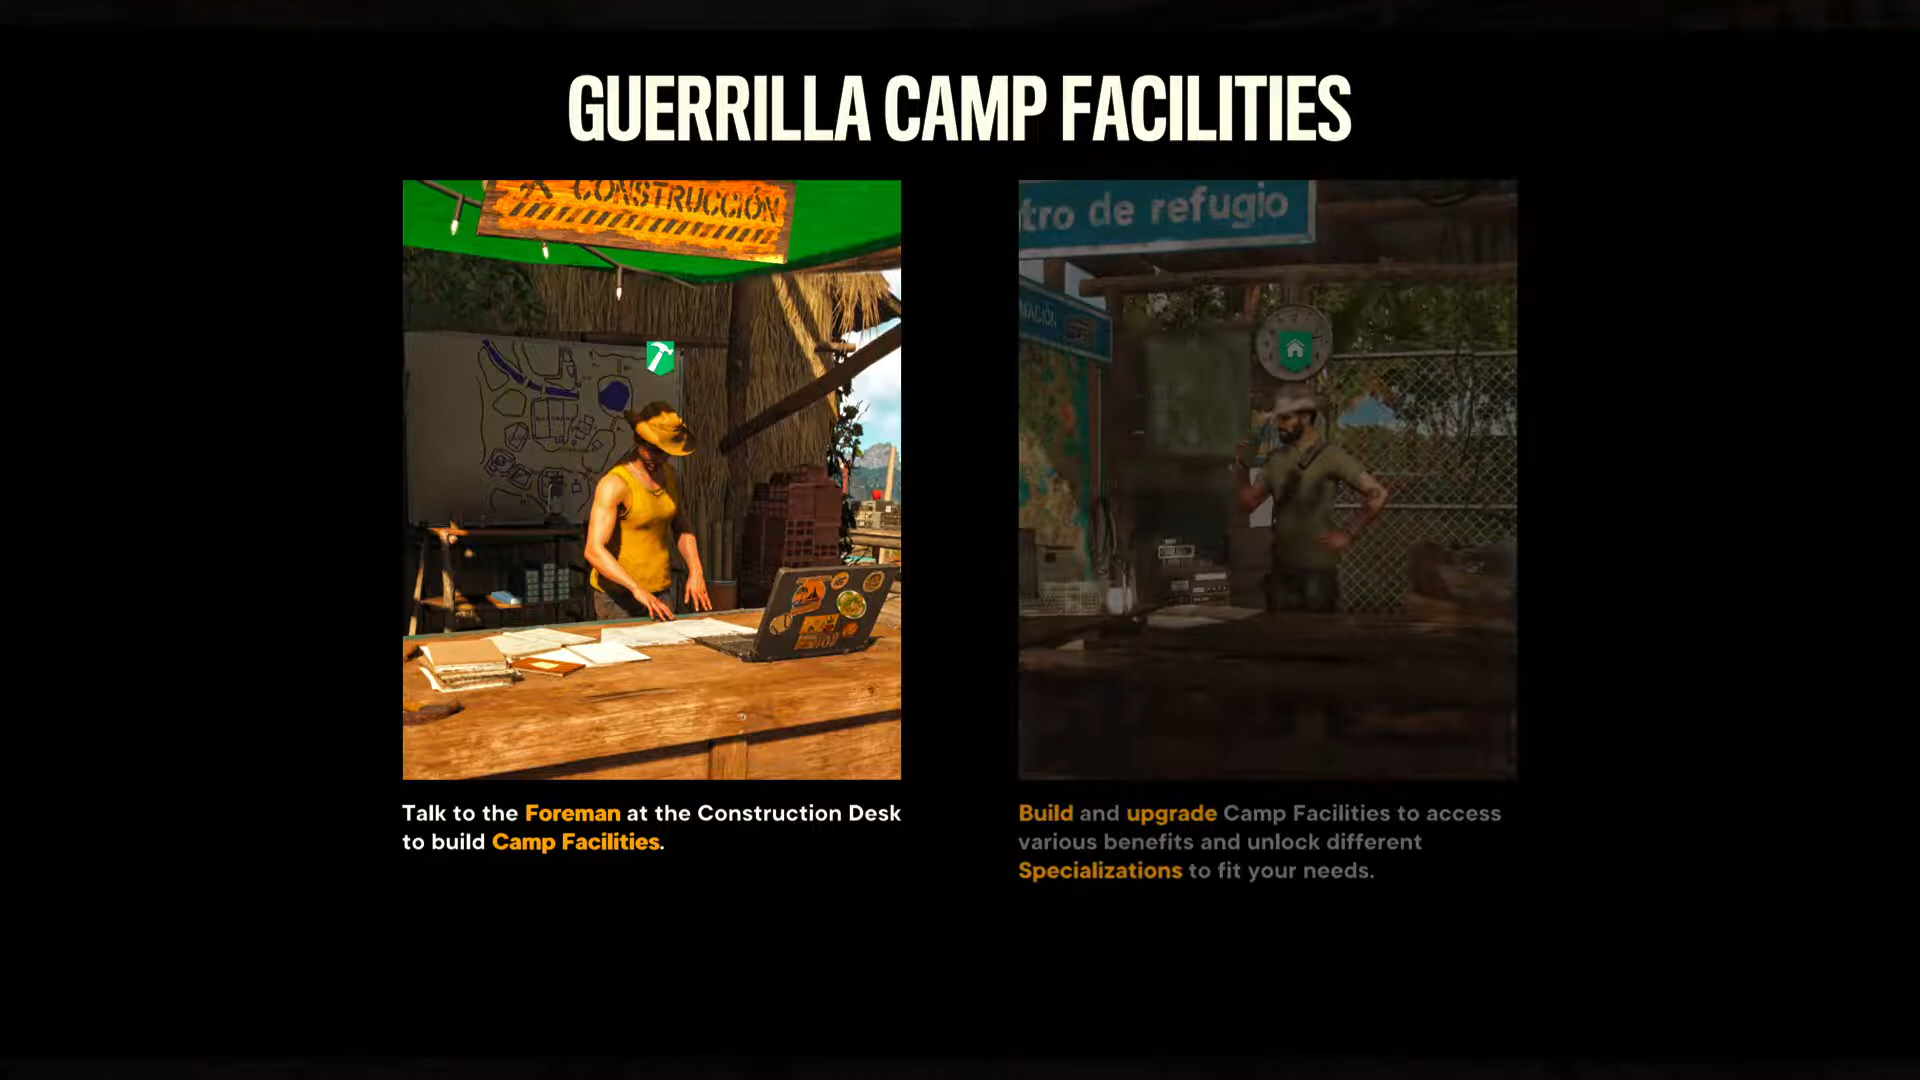 GUERRILLA CAMP FACILITIES
CONSTRUCCIÓN
tro de refugio
MACIÓN
Talk to the Foreman at the Construction Desk
to build Camp Facilities.
Build and upgrade Camp Facilities to access
various benefits and unlock different
Specializations to fit your needs.